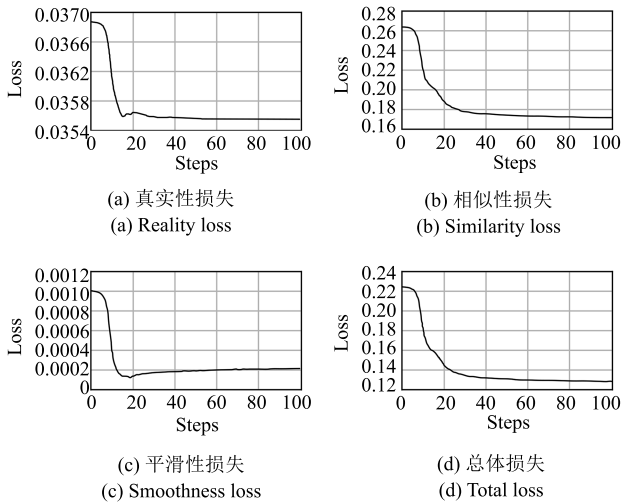 0.0370
0.0366
0.0362
0.0358
0.0354
Loss
0 20 40 60 80 100
Steps
(a) 真实性损失
(a) Reality loss
0.28
0.26
0.24
0.22
0.20
0.18
0.16
Loss
0 20 40 60 80 100
Steps
(b) 相似性损失
(b) Similarity loss
0.0012
0.0010
0.0008
0.0006
0.0004
0.0002
0
Loss
0 20 40 60 80 100
Steps
(c) 平滑性损失
(c) Smoothness loss
0.24
0.22
0.20
0.18
0.16
0.14
0.12
Loss
0 20 40 60 80 100
Steps
(d) 总体损失
(d) Total loss